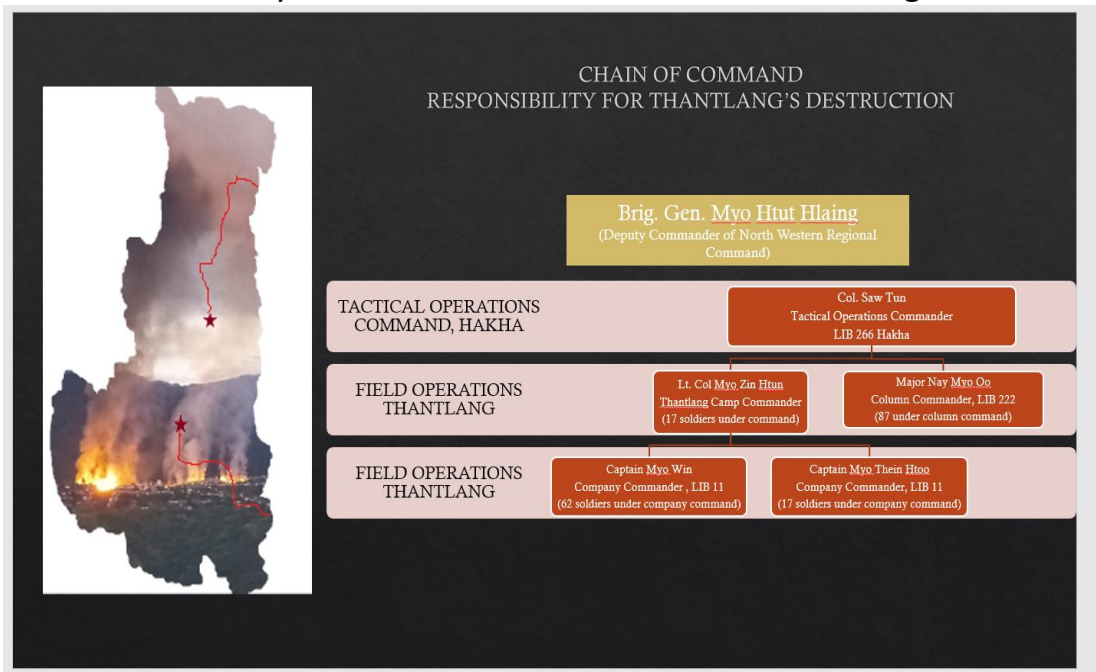 CHAIN OF COMMAND
RESPONSIBILITY FOR THANTLANG'S DESTRUCTION
Brig. Gen. Myo Htut Hlaing
(Deputy Commander of North Western Regional
Command)
TACTICAL OPERATIONS
COMMAND, HAKHA
Col. Saw Tun
Tactical Operations Commander
LIB 266 Hakha
FIELD OPERATIONS
THANTLANG
Lt. Col Myo Zin Htun
Thantlang Camp Commander
(17 soldiers under command)
Major Nay Myo Oo
Column Commander, LIB 222
(87 under column command)
FIELD OPERATIONS
THANTLANG
Captain Myo Win
Company Commander , LIB 11
(62 soldiers under company command)
Captain Myo Thein Htoo
Company Commander, LIB 11
(17 soldiers under company command)